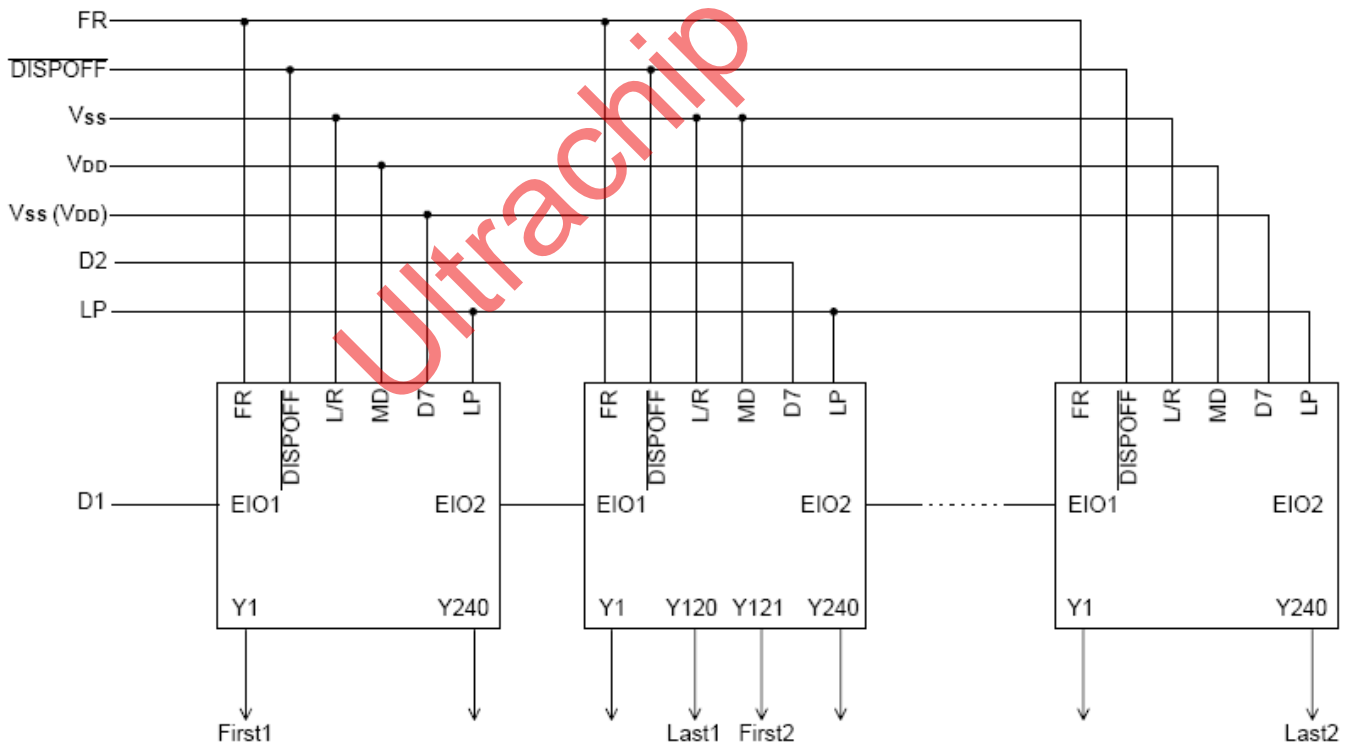 FR
DISPOFF
Vss
VDD
Vss (VDD)
D2
LP
Ultrachip
FR DISPOFF L/R MD D7 LP
FR DISPOFF L/R MD D7 LP
FR DISPOFF L/R MD D7 LP
D1
EIO1 EIO2
EIO1 EIO2
EIO1 EIO2
Y1 Y240
Y1 Y120 Y121 Y240
Y1 Y240
First1
Last1 First2
Last2